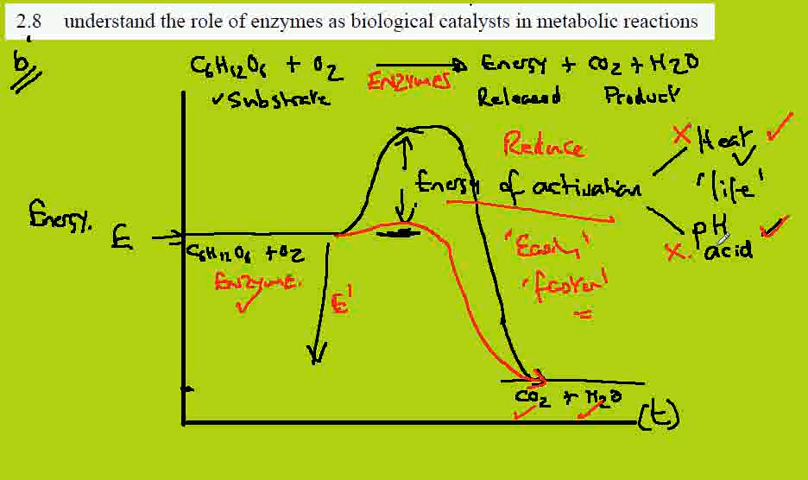 2.8 understand the role of enzymes as biological catalysts in metabolic reactions
b,
C6H12O6 + O2 → Energy + CO2 + H2O
ENZYMES
✓Substrate Released Product
Reduce
X Heat ✓
Energy of activation
'life'
Energy. E
pH
X. acid ✓
C6H12O6 + O2
"Easily"
Enzyme.
E'
'faster'
CO2 + H2O
(t)